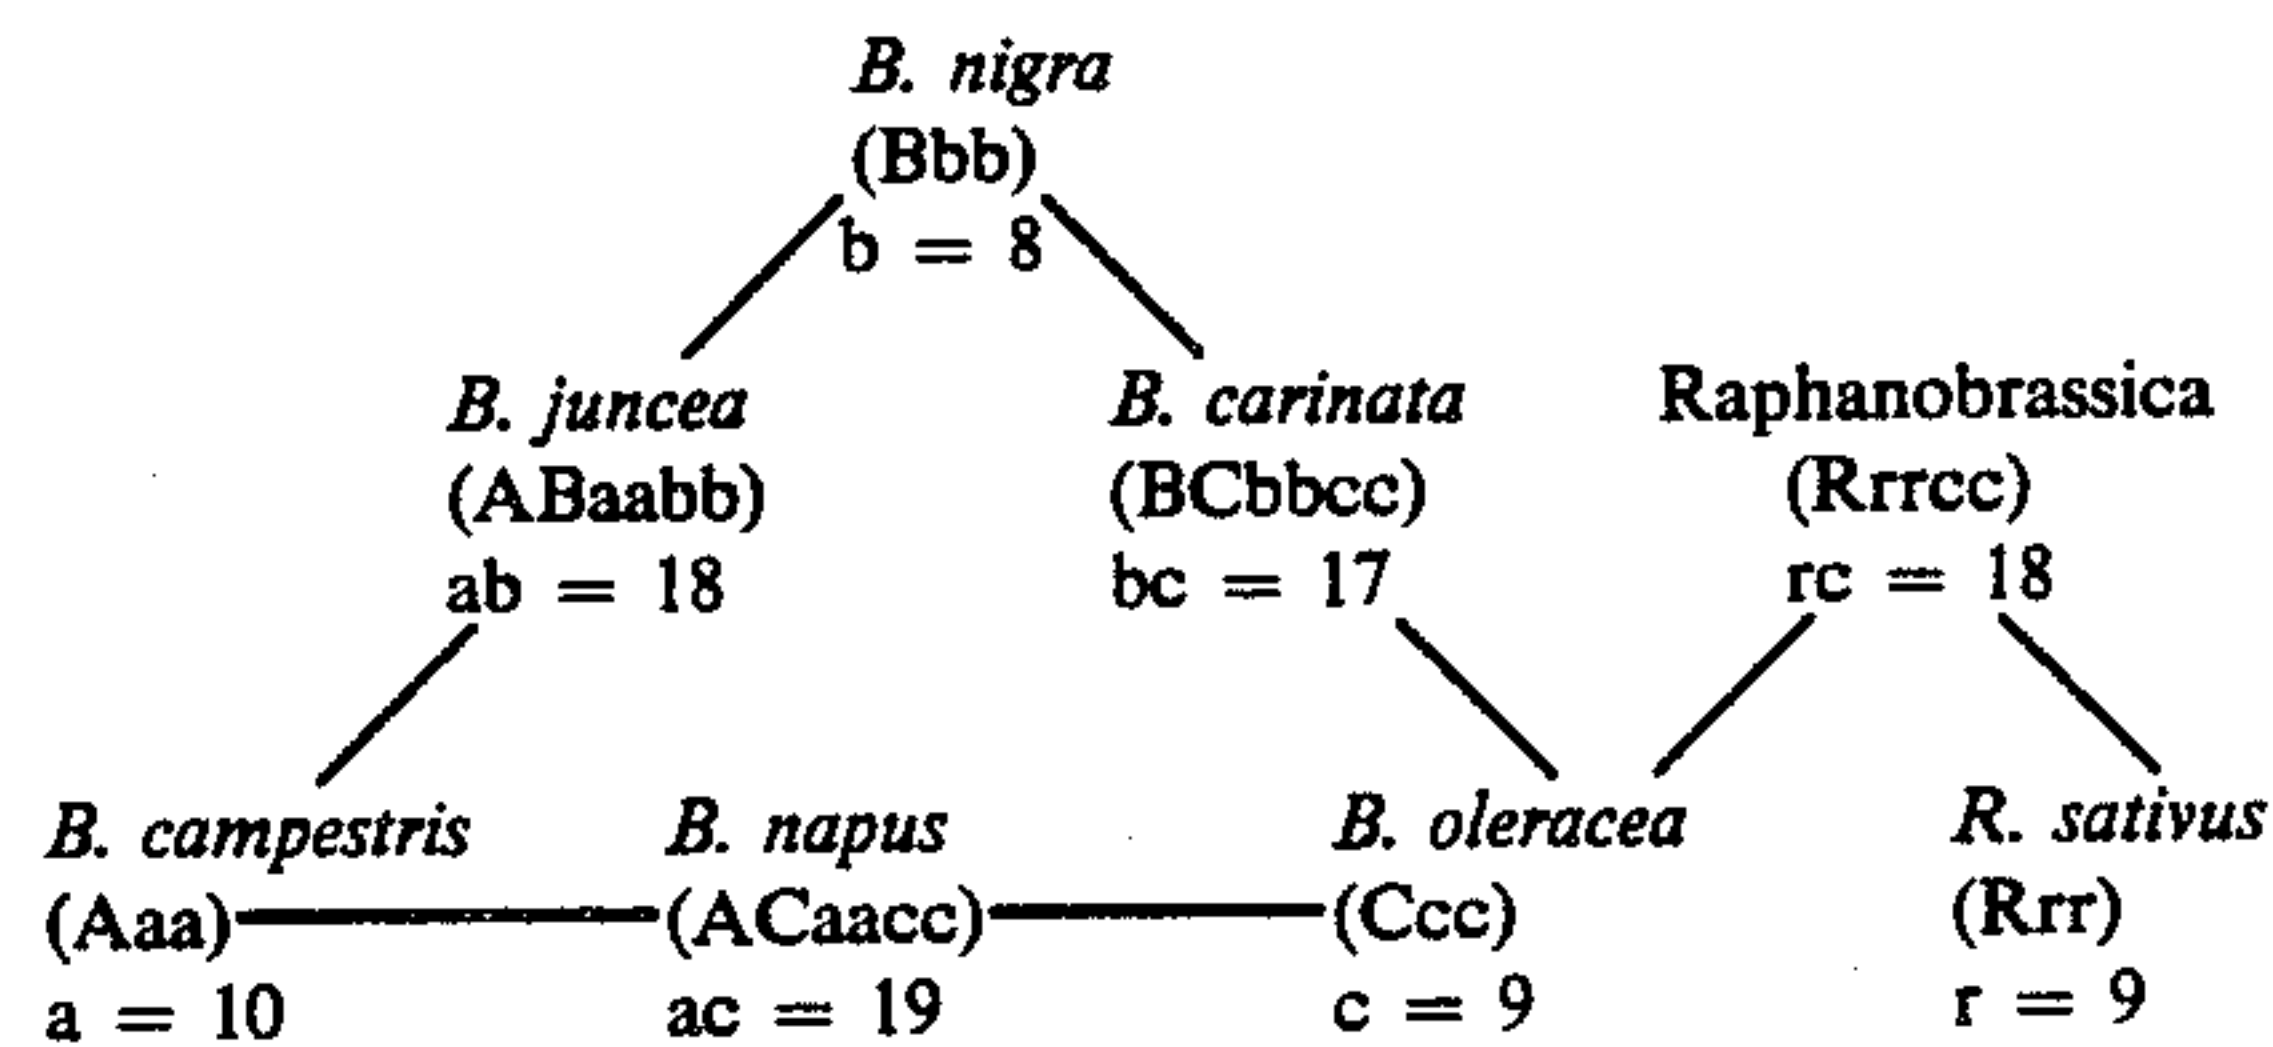 B. nigra
(Bbb)
b = 8
B. juncea
(ABaabb)
ab = 18
B. carinata
(BCbbcc)
bc = 17
Raphanobrassica
(Rrrcc)
rc = 18
B. campestris
(Aaa)
a = 10
B. napus
(ACaacc)
ac = 19
B. oleracea
(Ccc)
c = 9
R. sativus
(Rrr)
r = 9